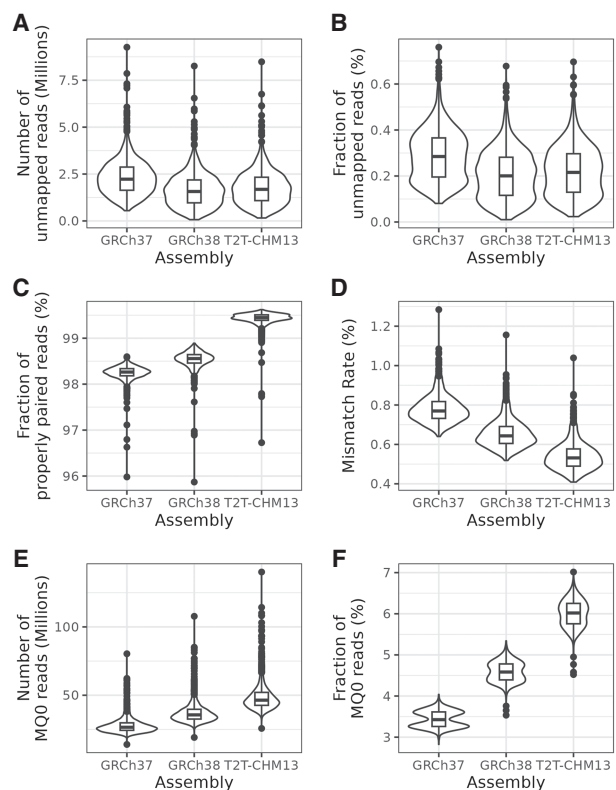 A
Number of
unmapped reads (Millions)
7.5
5.0
2.5
0.0
GRCh37 GRCh38 T2T-CHM13
Assembly
B
Fraction of
unmapped reads (%)
0.6
0.4
0.2
0.0
GRCh37 GRCh38 T2T-CHM13
Assembly
C
Fraction of
properly paired reads (%)
99
98
97
96
GRCh37 GRCh38 T2T-CHM13
Assembly
D
Mismatch Rate (%)
1.2
1.0
0.8
0.6
0.4
GRCh37 GRCh38 T2T-CHM13
Assembly
E
Number of
MQ0 reads (Millions)
100
50
GRCh37 GRCh38 T2T-CHM13
Assembly
F
Fraction of
MQ0 reads (%)
7
6
5
4
3
GRCh37 GRCh38 T2T-CHM13
Assembly